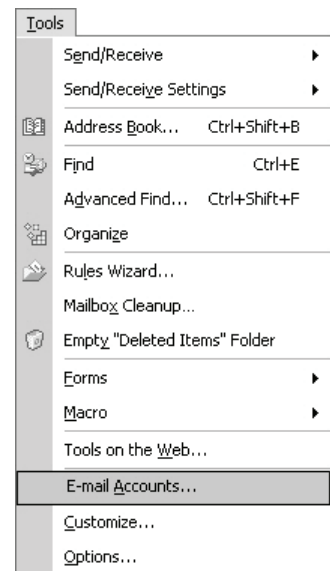 Tools
Send/Receive
Send/Receive Settings
Address Book... Ctrl+Shift+B
Find Ctrl+E
Advanced Find... Ctrl+Shift+F
Organize
Rules Wizard...
Mailbox Cleanup...
Empty "Deleted Items" Folder
Forms
Macro
Tools on the Web...
E-mail Accounts...
Customize...
Options...